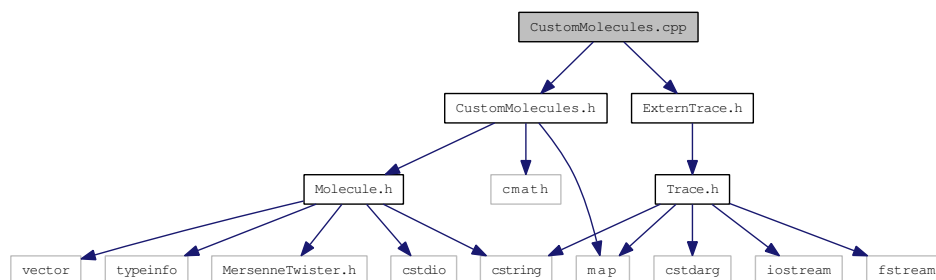 CustomMolecules.cpp
CustomMolecules.h
ExternTrace.h
Molecule.h
cmath
Trace.h
vector
typeinfo
MersenneTwister.h
cstdio
cstring
map
cstdarg
iostream
fstream